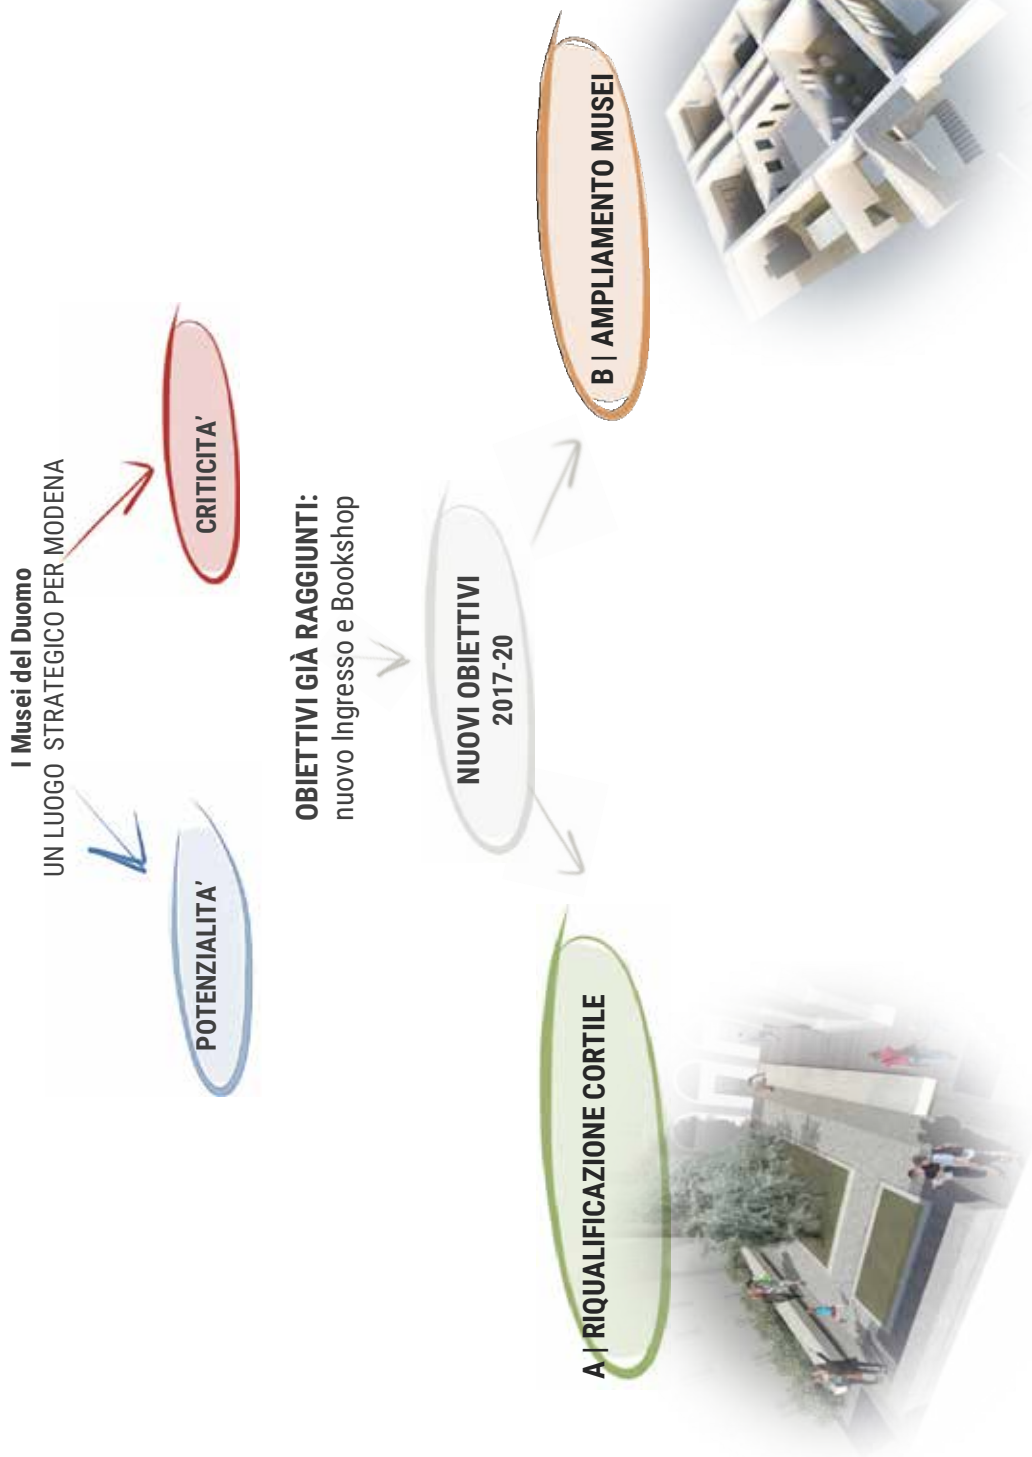 I Musei del Duomo
UN LUOGO STRATEGICO PER MODENA
POTENZIALITA'
CRITICITA'
OBIETTIVI GIÀ RAGGIUNTI:
nuovo Ingresso e Bookshop
NUOVI OBIETTIVI
2017-20
A | RIQUALIFICAZIONE CORTILE
B | AMPLIAMENTO MUSEI